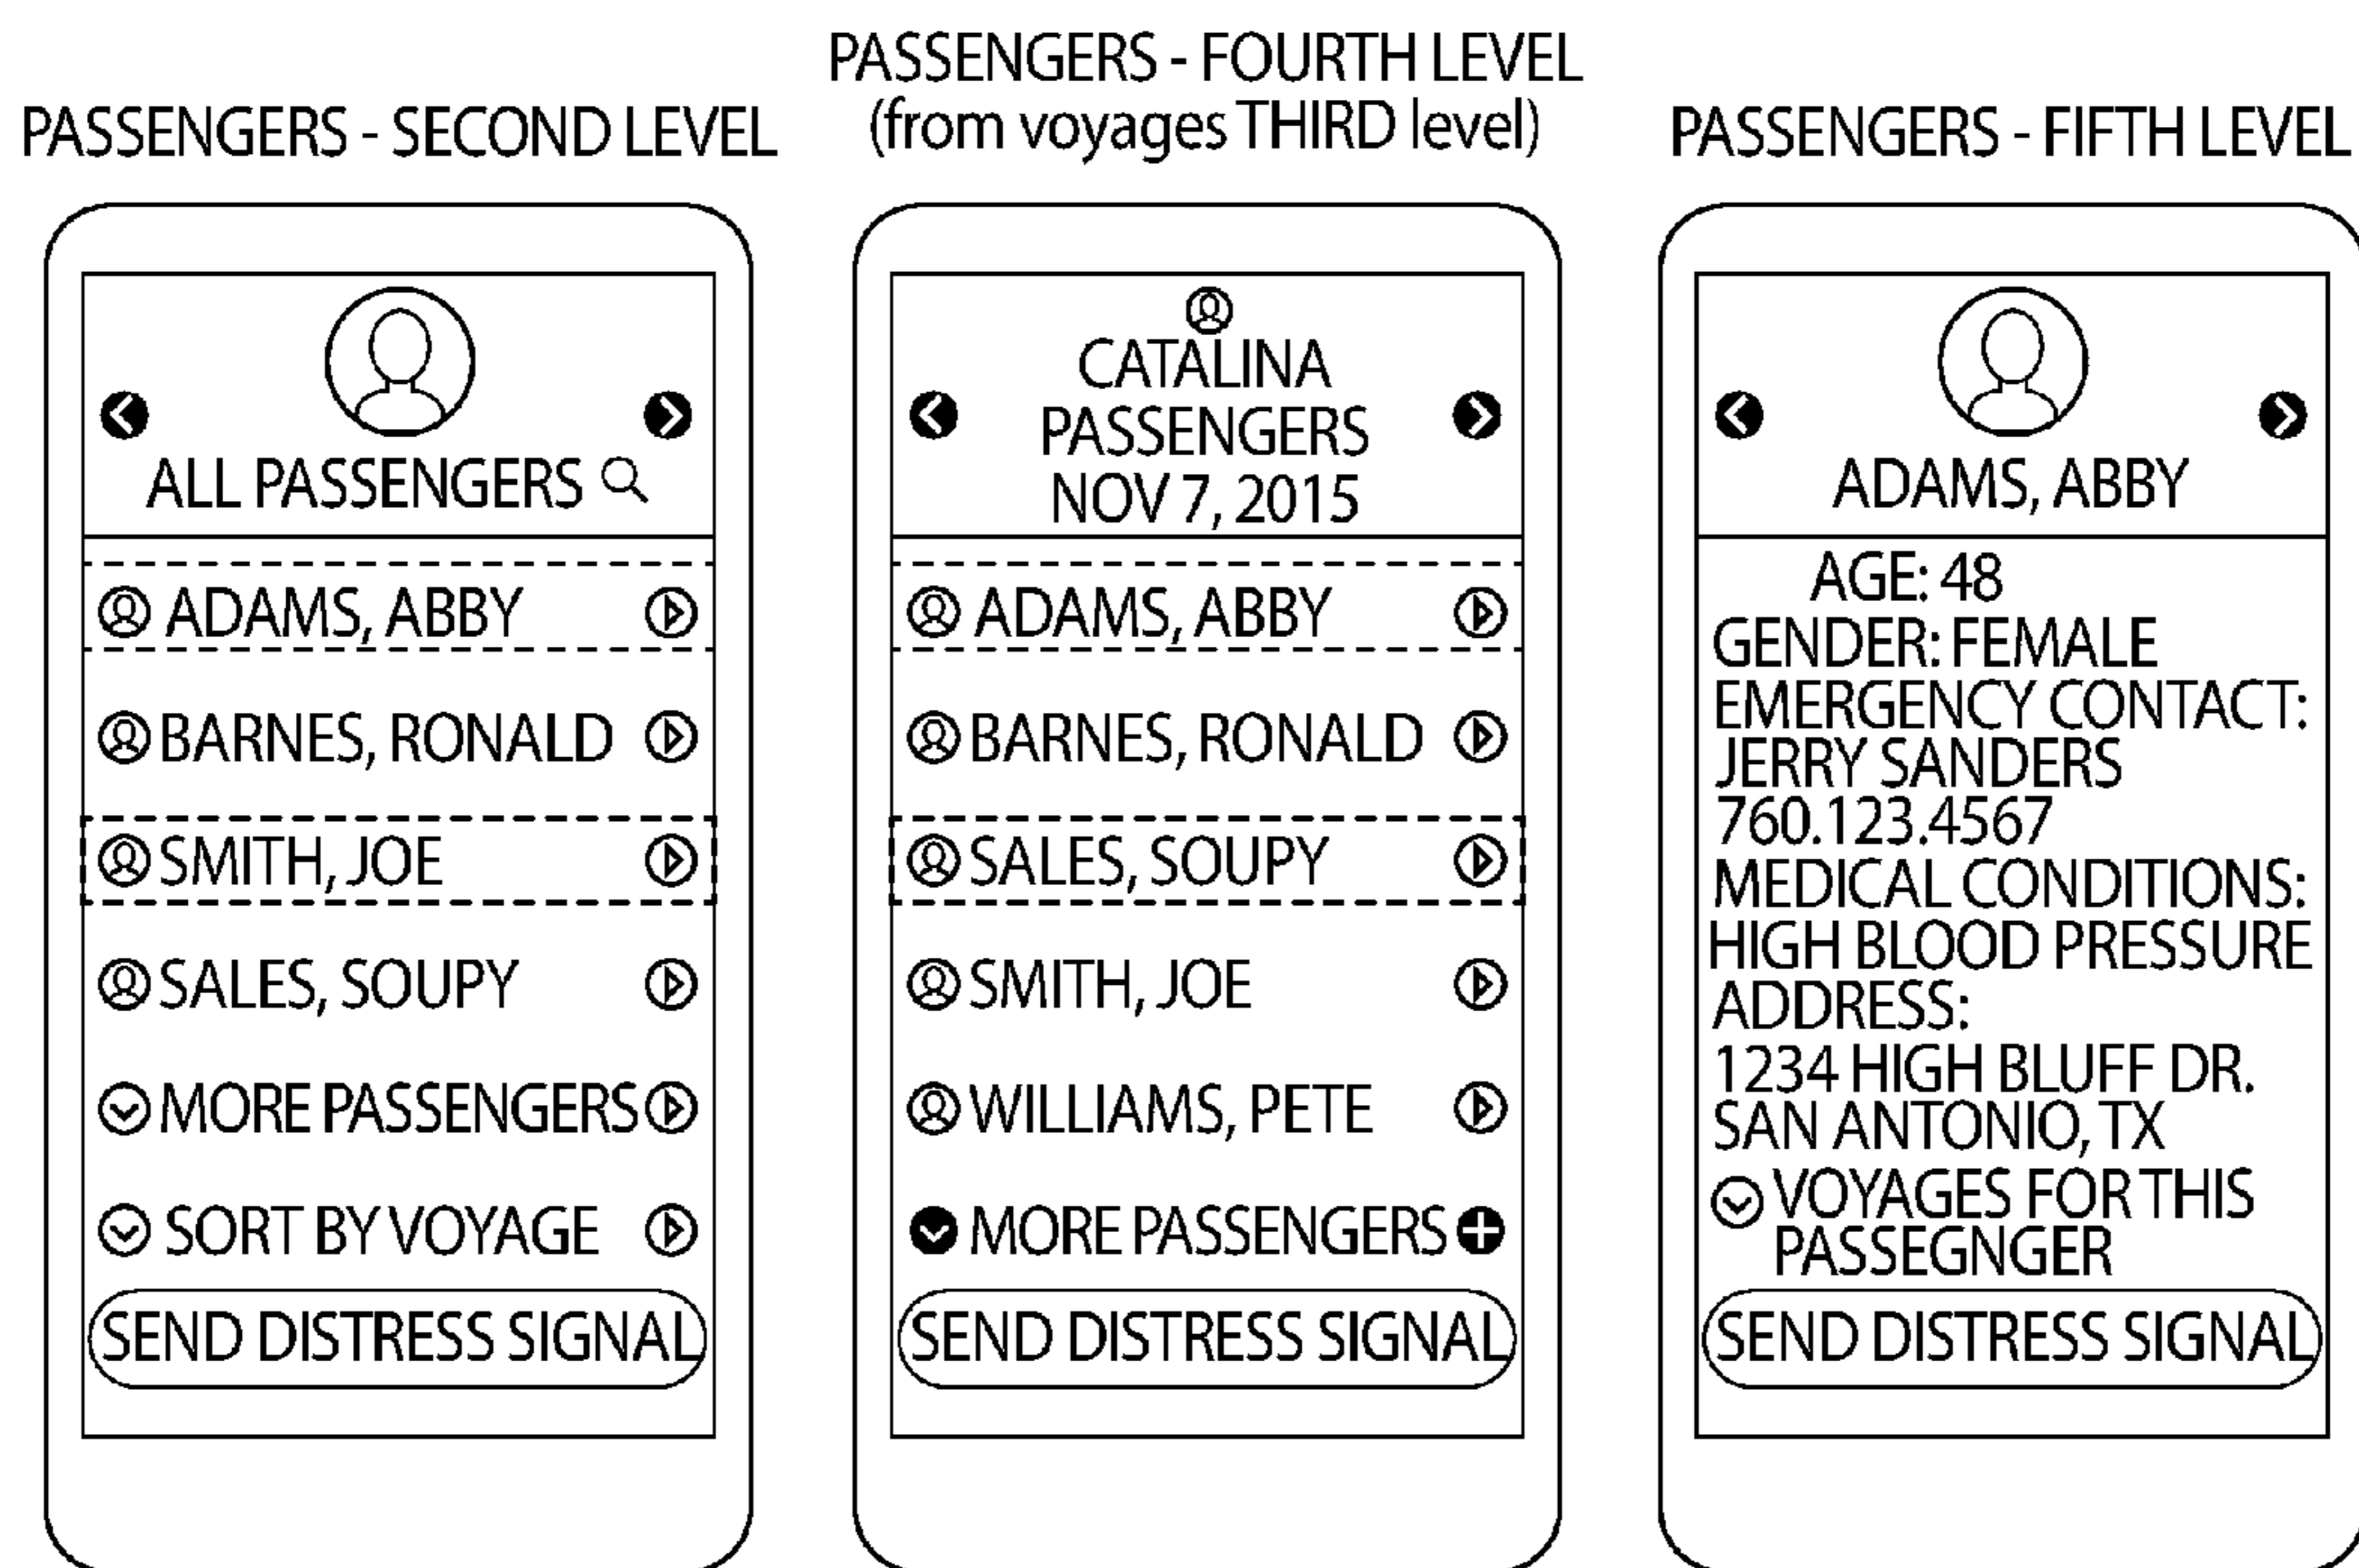 PASSENGERS - SECOND LEVEL
ALL PASSENGERS
ADAMS, ABBY
BARNES, RONALD
SMITH, JOE
SALES, SOUPY
MORE PASSENGERS
SORT BY VOYAGE
SEND DISTRESS SIGNAL
PASSENGERS - FOURTH LEVEL
(from voyages THIRD level)
CATALINA
PASSENGERS
NOV 7, 2015
ADAMS, ABBY
BARNES, RONALD
SALES, SOUPY
SMITH, JOE
WILLIAMS, PETE
MORE PASSENGERS
SEND DISTRESS SIGNAL
PASSENGERS - FIFTH LEVEL
ADAMS, ABBY
AGE: 48
GENDER: FEMALE
EMERGENCY CONTACT:
JERRY SANDERS
760.123.4567
MEDICAL CONDITIONS:
HIGH BLOOD PRESSURE
ADDRESS:
1234 HIGH BLUFF DR.
SAN ANTONIO, TX
VOYAGES FOR THIS
PASSEGNGER
SEND DISTRESS SIGNAL